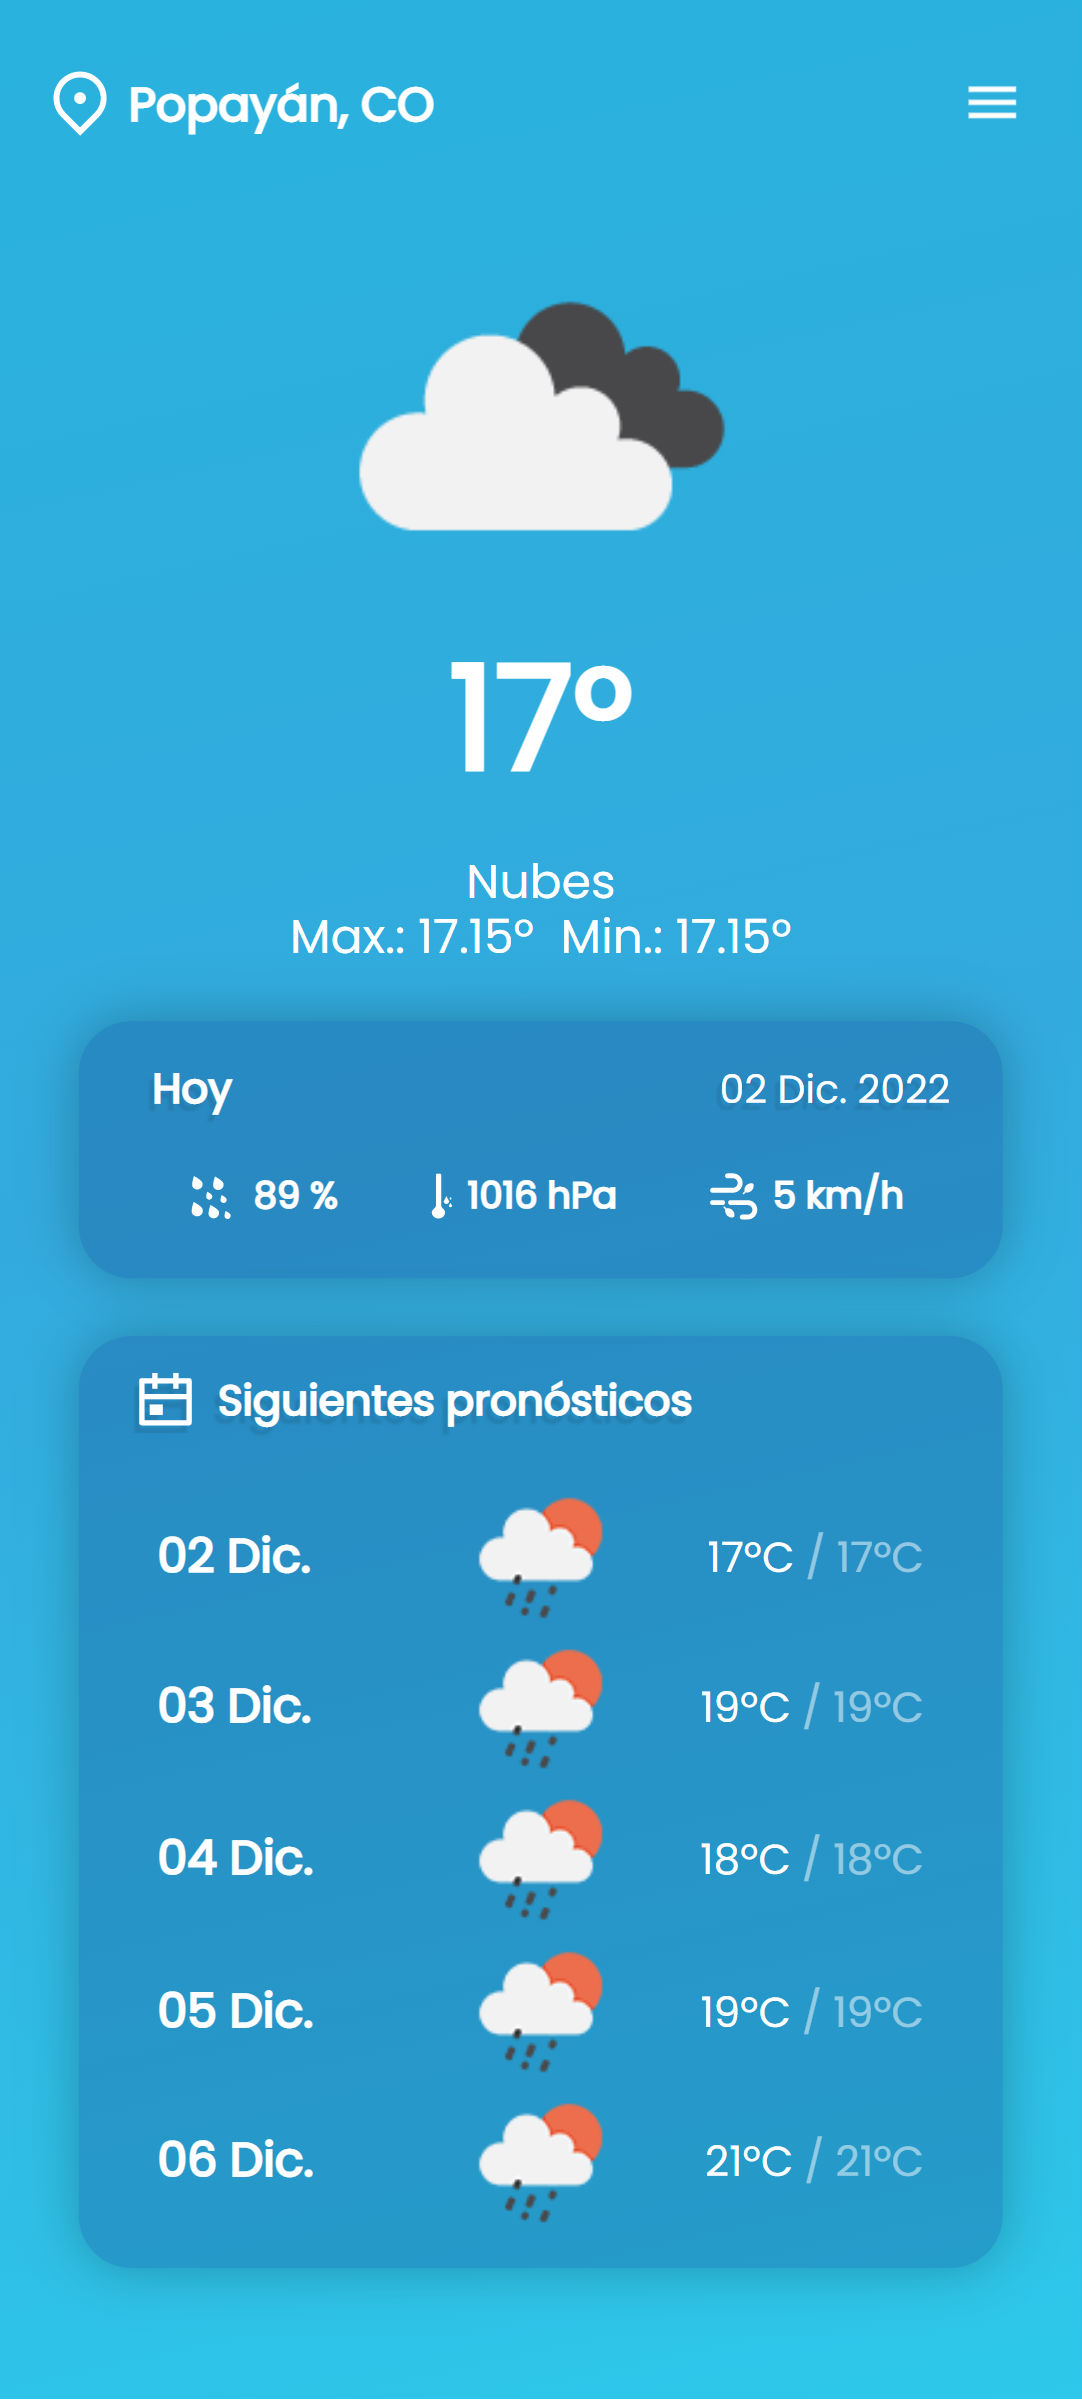 Popayán, CO
17°
Nubes
Max.: 17.15° Min.: 17.15°
Hoy 02 Dic. 2022
89 % 1016 hPa 5 km/h
Siguientes pronósticos
02 Dic. 17°C / 17°C
03 Dic. 19°C / 19°C
04 Dic. 18°C / 18°C
05 Dic. 19°C / 19°C
06 Dic. 21°C / 21°C